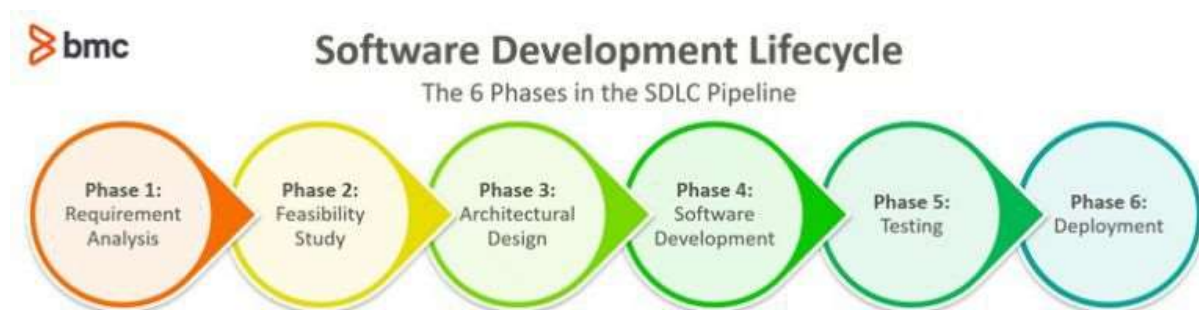 bmc
Software Development Lifecycle
The 6 Phases in the SDLC Pipeline
Phase 1:
Requirement
Analysis
Phase 2:
Feasibility
Study
Phase 3:
Architectural
Design
Phase 4:
Software
Development
Phase 5:
Testing
Phase 6:
Deployment